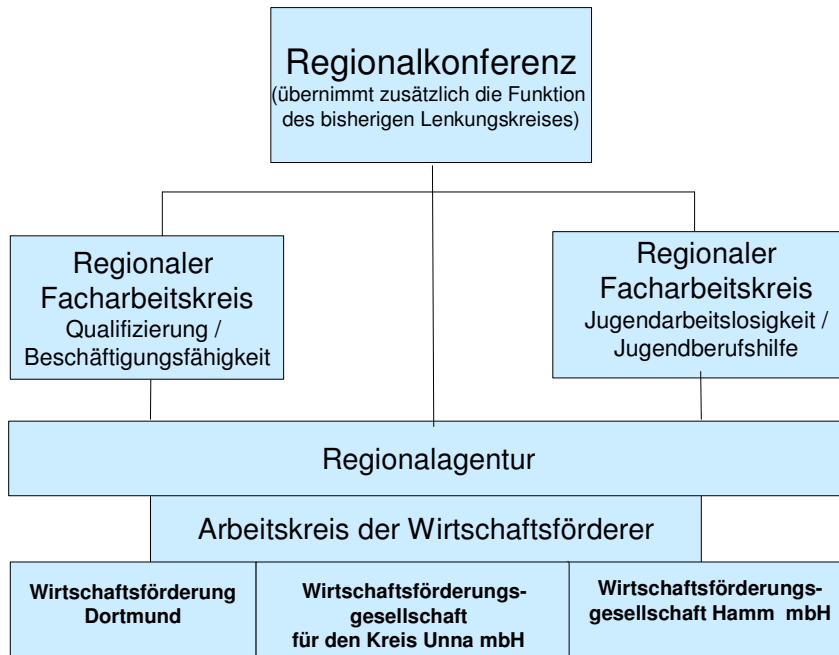 Regionalkonferenz
(übernimmt zusätzlich die Funktion
des bisherigen Lenkungskreises)
Regionaler
Facharbeitskreis
Qualifizierung /
Beschäftigungsfähigkeit
Regionaler
Facharbeitskreis
Jugendarbeitslosigkeit /
Jugendberufshilfe
Regionalagentur
Arbeitskreis der Wirtschaftsförderer
Wirtschaftsförderung
Dortmund
Wirtschaftsförderungs-
gesellschaft
für den Kreis Unna mbH
Wirtschaftsförderungs-
gesellschaft Hamm mbH